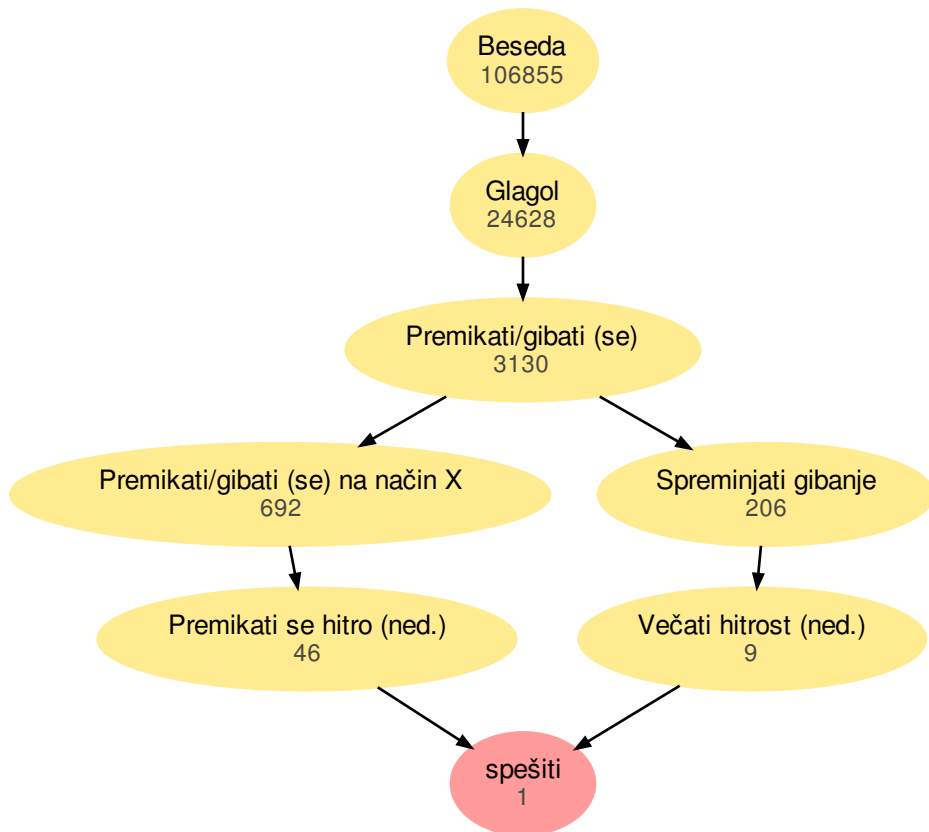 Beseda
106855
Glagol
24628
Premikati/gibati (se)
3130
Premikati/gibati (se) na način X
692
Spreminjati gibanje
206
Premikati se hitro (ned.)
46
Večati hitrost (ned.)
9
spešiti
1